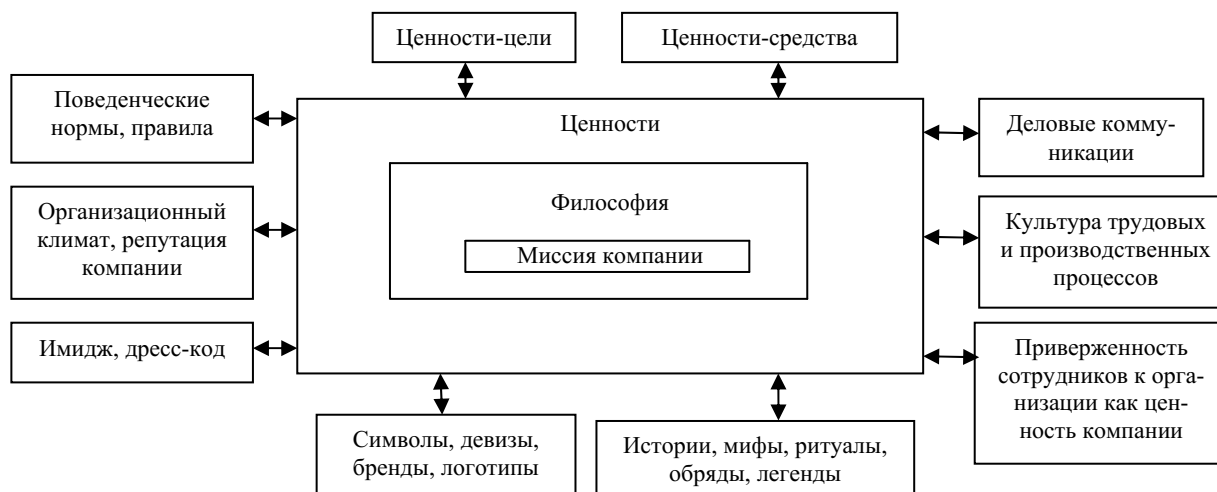 Ценности-цели
Ценности-средства
Поведенческие
нормы, правила
Ценности
Деловые комму-
никации
Организационный
климат, репутация
компании
Философия
Миссия компании
Культура трудовых
и производственных
процессов
Имидж, дресс-код
Приверженность
сотрудников к орга-
низации как цен-
ность компании
Символы, девизы,
бренды, логотипы
Истории, мифы, ритуалы,
обряды, легенды